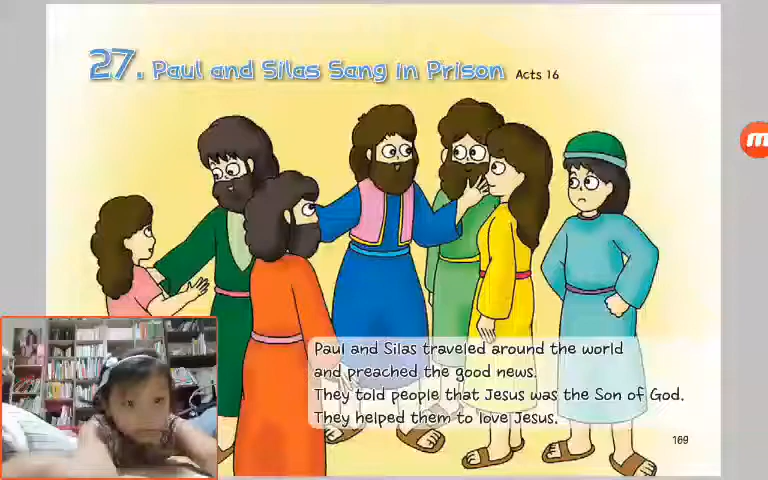 27. Paul and Silas Sang in Prison Acts 16
Paul and Silas traveled around the world
and preached the good news.
They told people that Jesus was the Son of God.
They helped them to love Jesus.
169